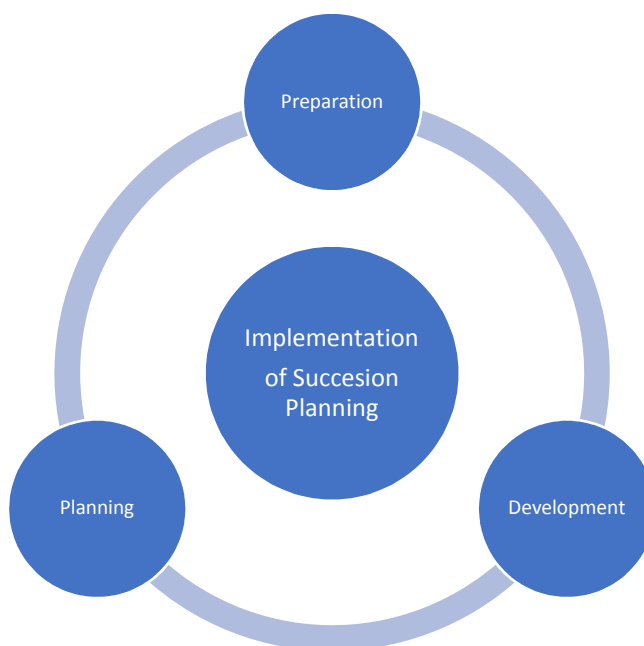 Preparation
Implementation
of Succesion
Planning
Planning
Development